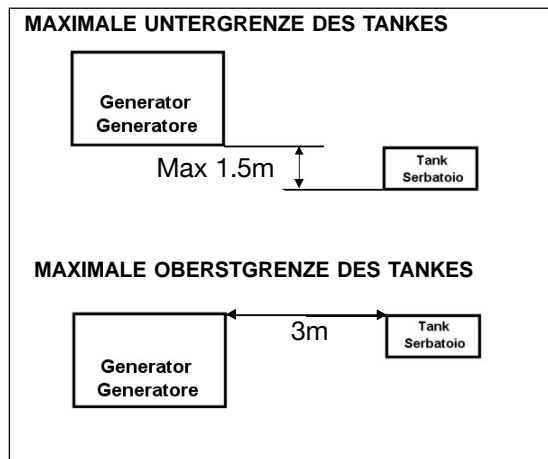 MAXIMALE UNTERGRENZE DES TANKES
Generator
Generatore
Max 1.5m
Tank
Serbatoio
MAXIMALE OBERSTGRENZE DES TANKES
3m
Generator
Generatore
Tank
Serbatoio